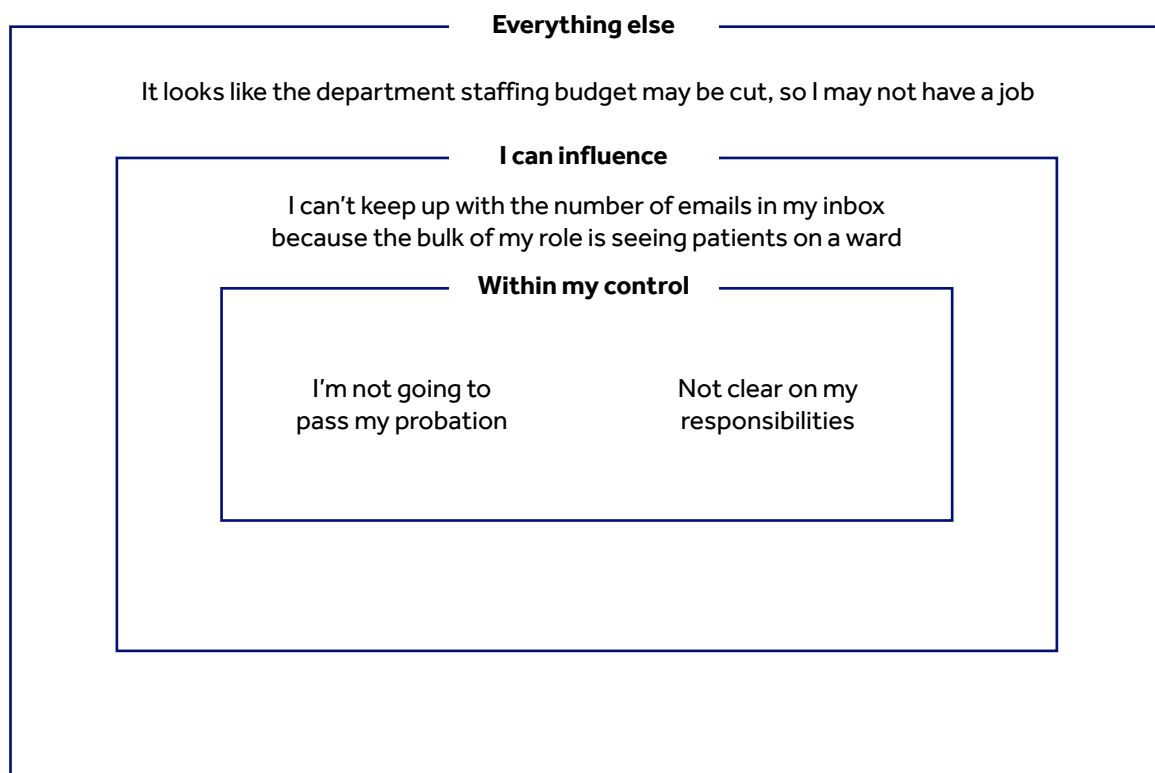 Everything else
It looks like the department staffing budget may be cut, so I may not have a job
I can influence
I can't keep up with the number of emails in my inbox
because the bulk of my role is seeing patients on a ward
Within my control
I'm not going to
pass my probation
Not clear on my
responsibilities